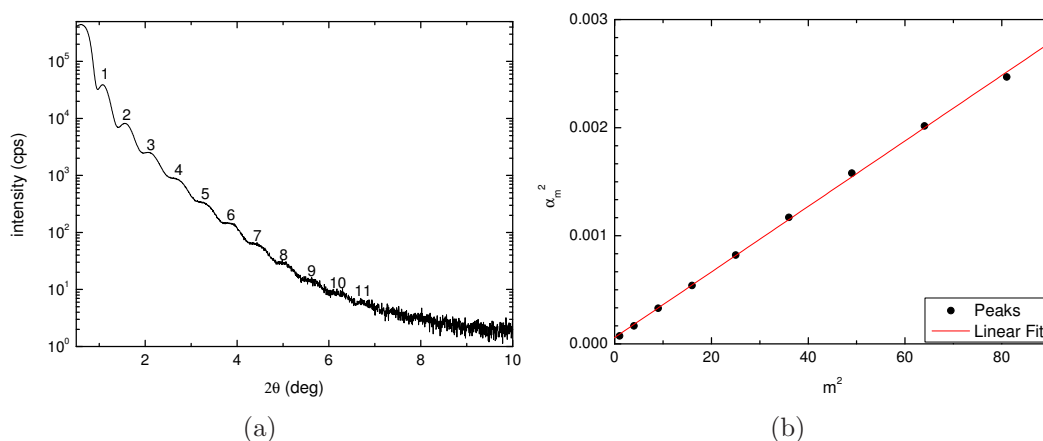 10^5
10^4
10^3
10^2
10^1
10^0
intensity (cps)
1
2
3
4
5
6
7
8
9
10
11
2 4 6 8 10
2θ (deg)
(a)
0.003
0.002
0.001
0.000
α_m^2
Peaks
Linear Fit
0 20 40 60 80
m^2
(b)